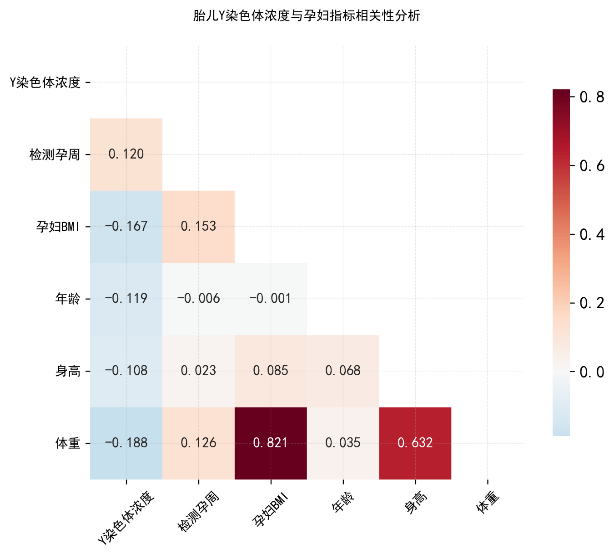 胎儿Y染色体浓度与孕妇指标相关性分析
Y染色体浓度
检测孕周 0.120
孕妇BMI -0.167 0.153
年龄 -0.119 -0.006 -0.001
身高 -0.108 0.023 0.085 0.068
体重 -0.188 0.126 0.821 0.035 0.632
Y染色体浓度 检测孕周 孕妇BMI 年龄 身高 体重
0.8
0.6
0.4
0.2
0.0